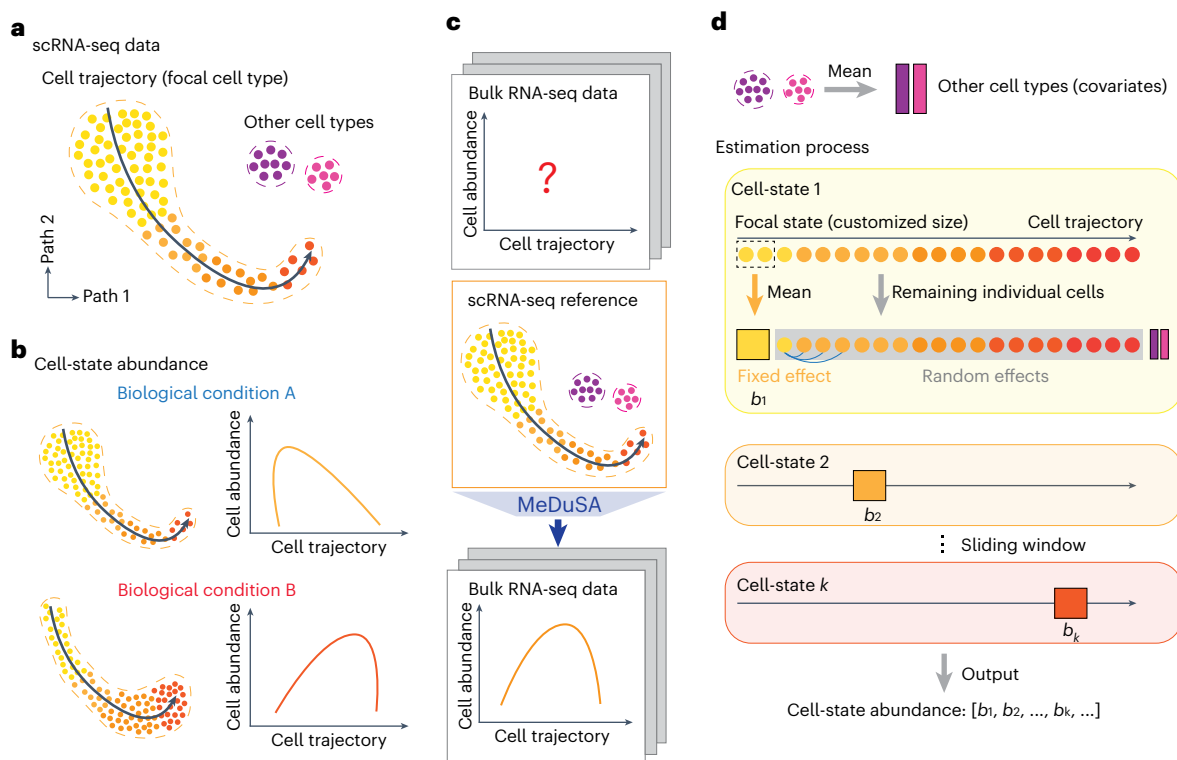 a
scRNA-seq data
Cell trajectory (focal cell type)
Other cell types
Path 2
Path 1
b
Cell-state abundance
Biological condition A
Cell abundance
Cell trajectory
Biological condition B
Cell abundance
Cell trajectory
c
Bulk RNA-seq data
Cell abundance
?
Cell trajectory
scRNA-seq reference
MeDuSA
Bulk RNA-seq data
Cell abundance
Cell trajectory
d
Mean
Other cell types (covariates)
Estimation process
Cell-state 1
Focal state (customized size)
Cell trajectory
Mean
Remaining individual cells
Fixed effect
Random effects
b1
Cell-state 2
b2
Sliding window
Cell-state k
bk
Output
Cell-state abundance: [b1, b2, ..., bk, ...]